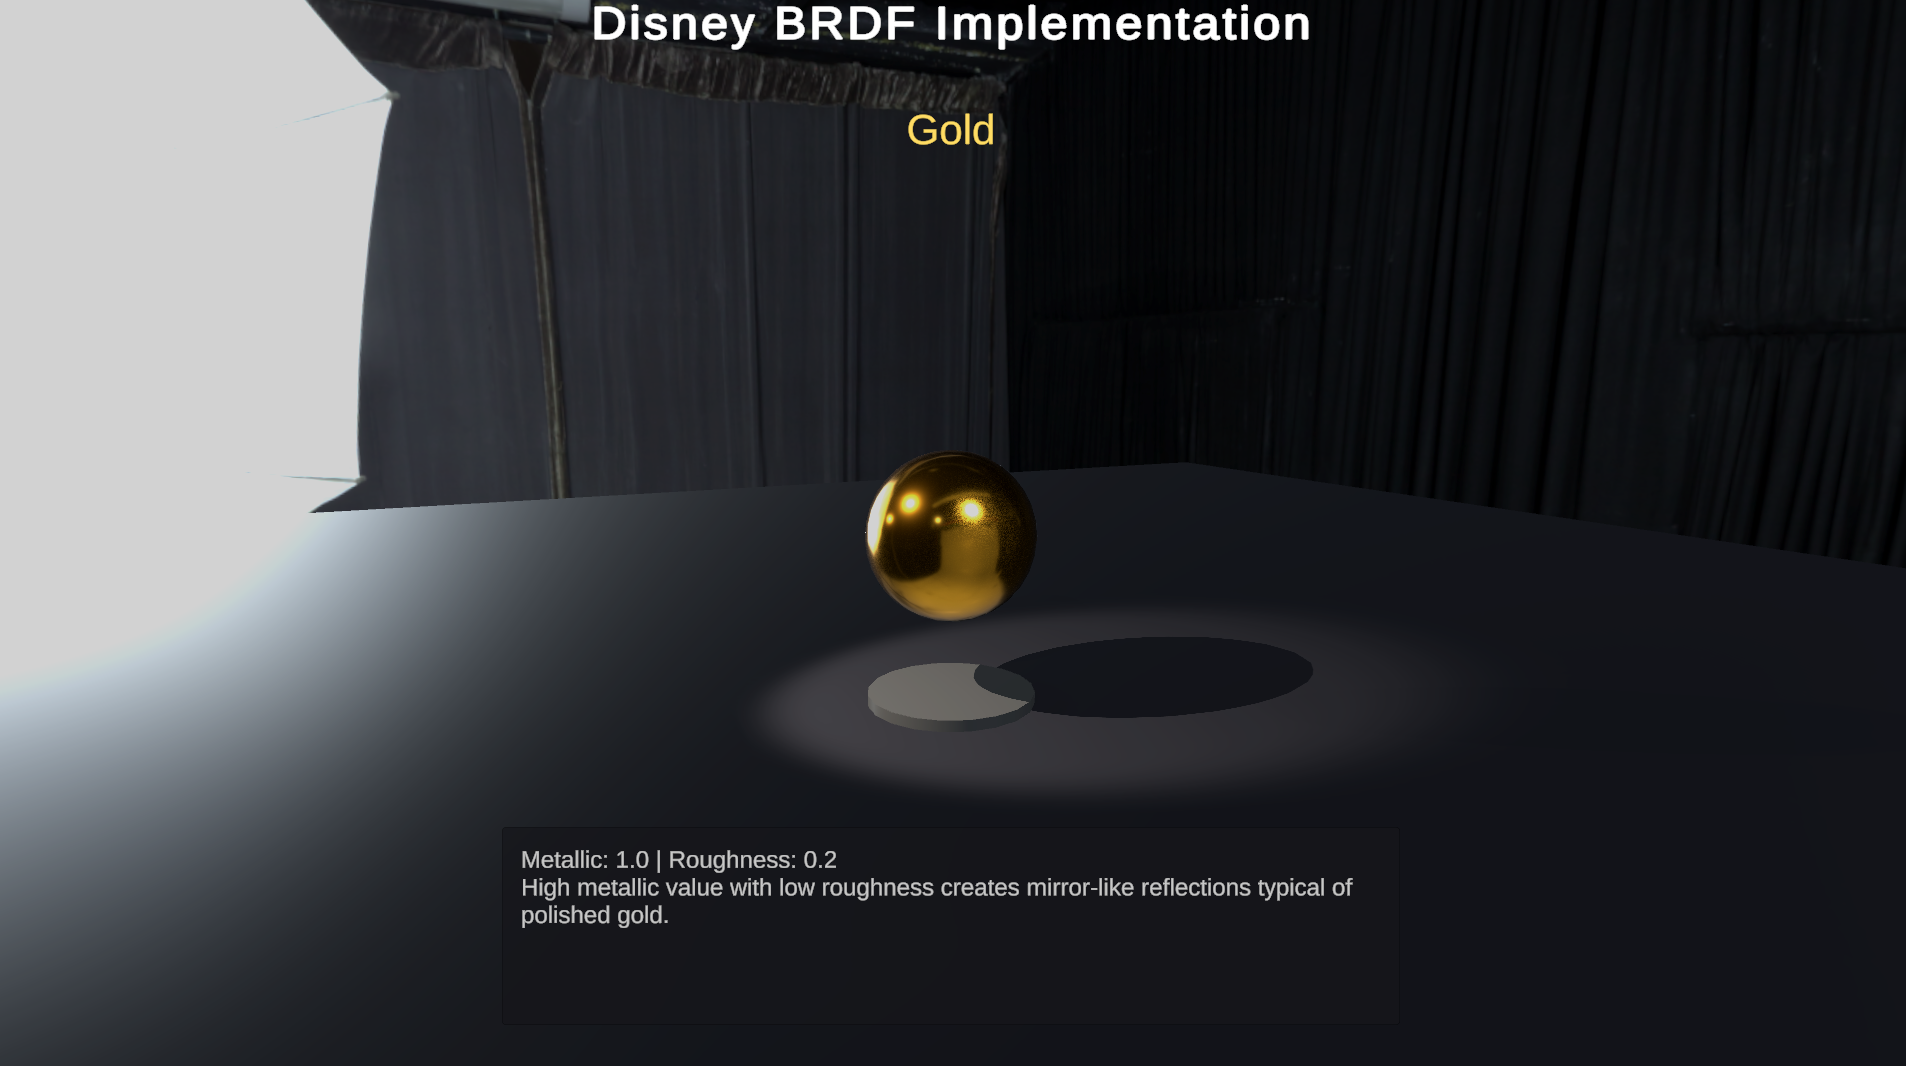 Disney BRDF Implementation
Gold
Metallic: 1.0 | Roughness: 0.2
High metallic value with low roughness creates mirror-like reflections typical of
polished gold.